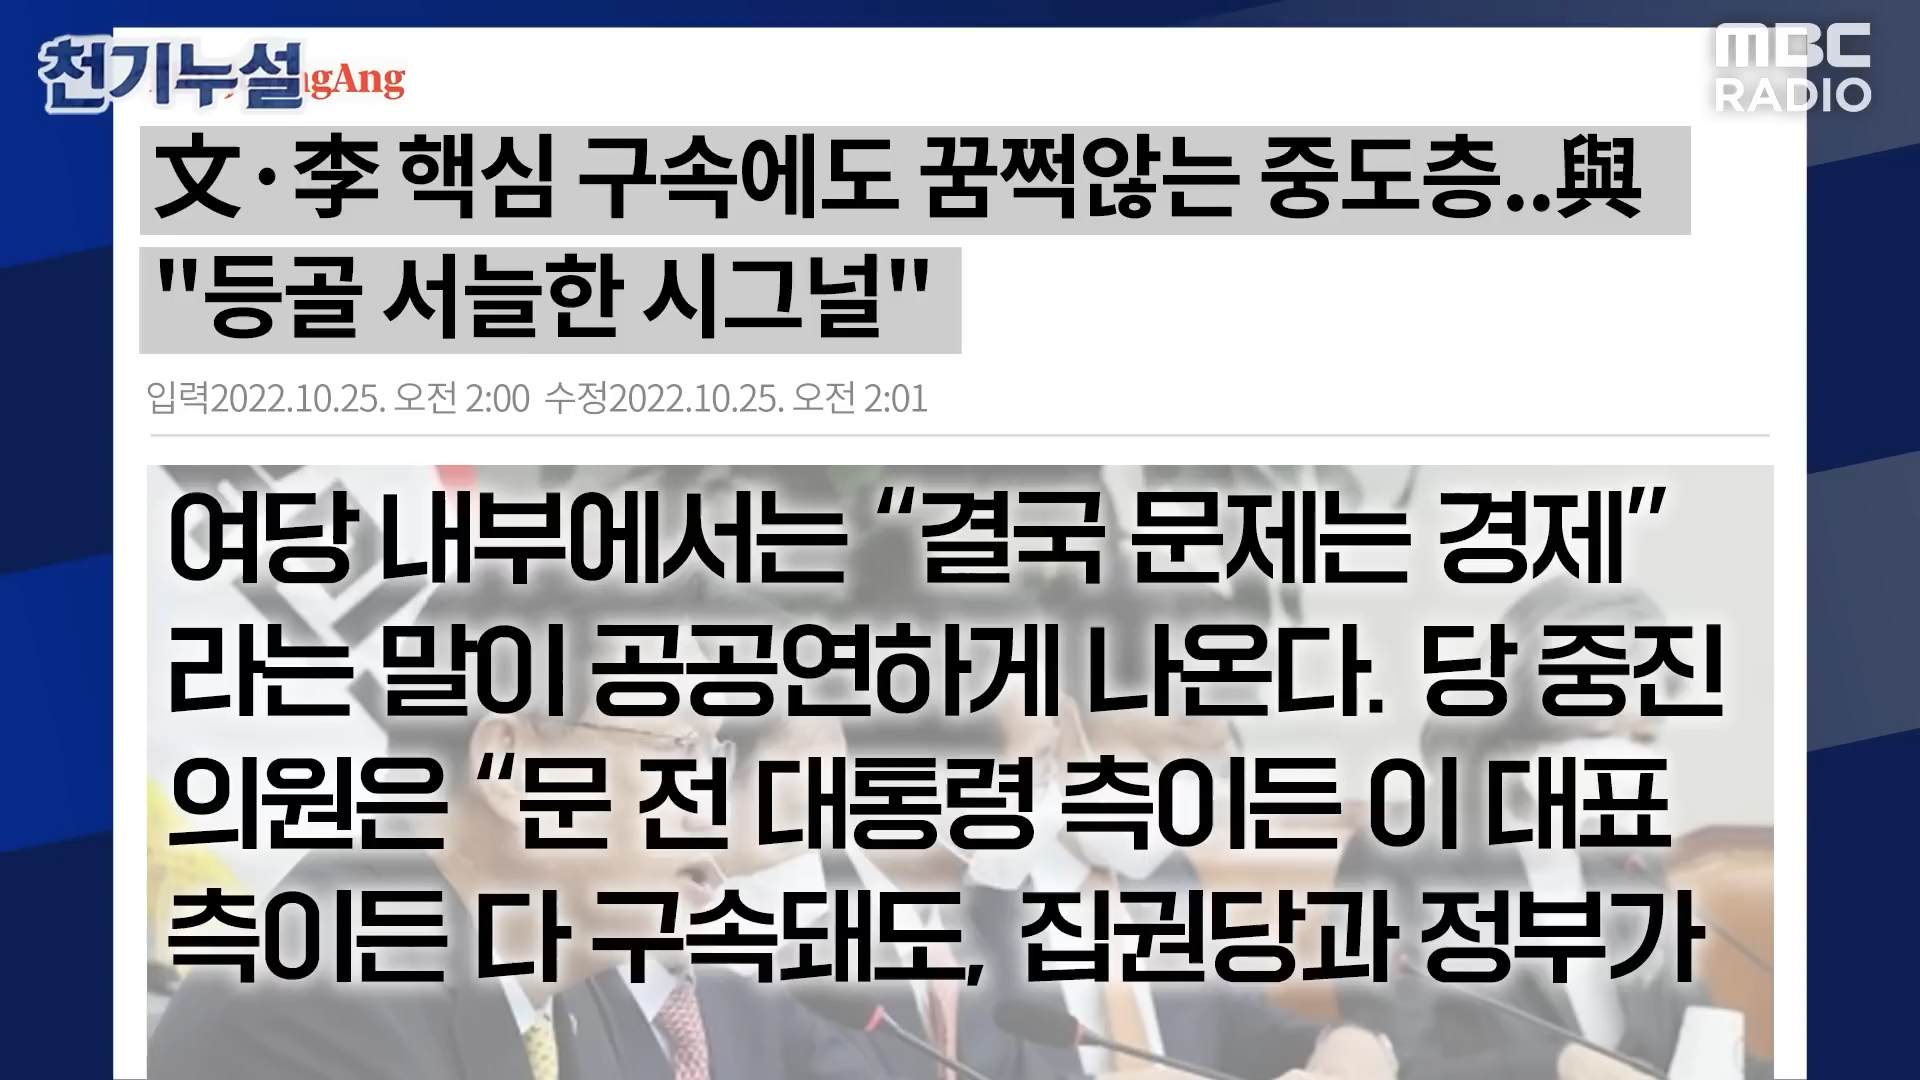 천기누설
ngAng
MBC
RADIO
文·李 핵심 구속에도 꿈쩍않는 중도층..與
"등골 서늘한 시그널"
입력2022.10.25. 오전 2:00 수정2022.10.25. 오전 2:01
여당 내부에서는 “결국 문제는 경제”
라는 말이 공공연하게 나온다. 당 중진
의원은 “문 전 대통령 측이든 이 대표
측이든 다 구속돼도, 집권당과 정부가